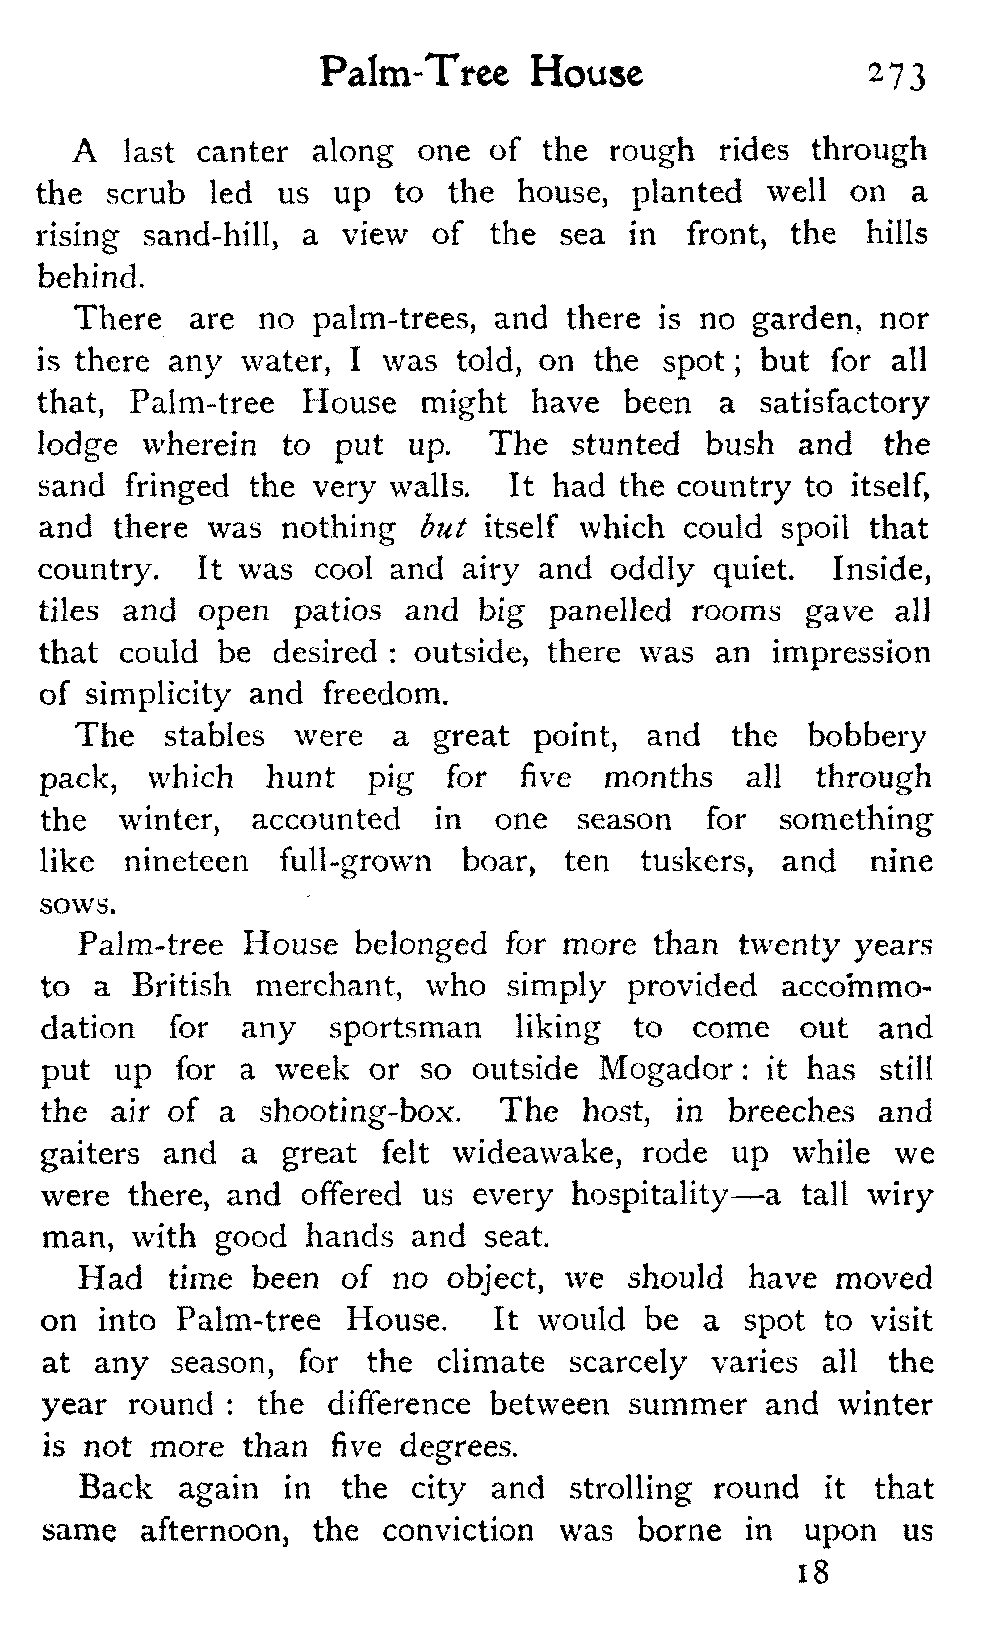 Palm-Tree House 273
A last canter along one of the rough rides through
the scrub led us up to the house, planted well on a
rising sand-hill, a view of the sea in front, the hills
behind.
There are no palm-trees, and there is no garden, nor
is there any water, I was told, on the spot ; but for all
that, Palm-tree House might have been a satisfactory
lodge wherein to put up. The stunted bush and the
sand fringed the very walls. It had the country to itself,
and there was nothing but itself which could spoil that
country. It was cool and airy and oddly quiet. Inside,
tiles and open patios and big panelled rooms gave all
that could be desired : outside, there was an impression
of simplicity and freedom.
The stables were a great point, and the bobbery
pack, which hunt pig for five months all through
the winter, accounted in one season for something
like nineteen full-grown boar, ten tuskers, and nine
sows.
Palm-tree House belonged for more than twenty years
to a British merchant, who simply provided accommo-
dation for any sportsman liking to come out and
put up for a week or so outside Mogador : it has still
the air of a shooting-box. The host, in breeches and
gaiters and a great felt wideawake, rode up while we
were there, and offered us every hospitality—a tall wiry
man, with good hands and seat.
Had time been of no object, we should have moved
on into Palm-tree House. It would be a spot to visit
at any season, for the climate scarcely varies all the
year round : the difference between summer and winter
is not more than five degrees.
Back again in the city and strolling round it that
same afternoon, the conviction was borne in upon us
18